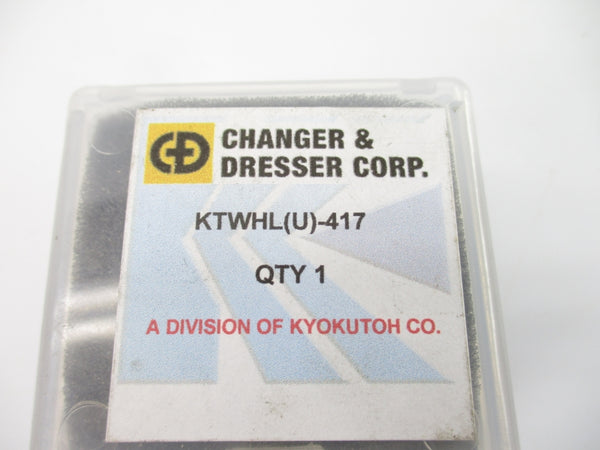 CHANGER &
DRESSER CORP.
KTWHL(U)-417
QTY 1
A DIVISION OF KYOKUTOH CO.